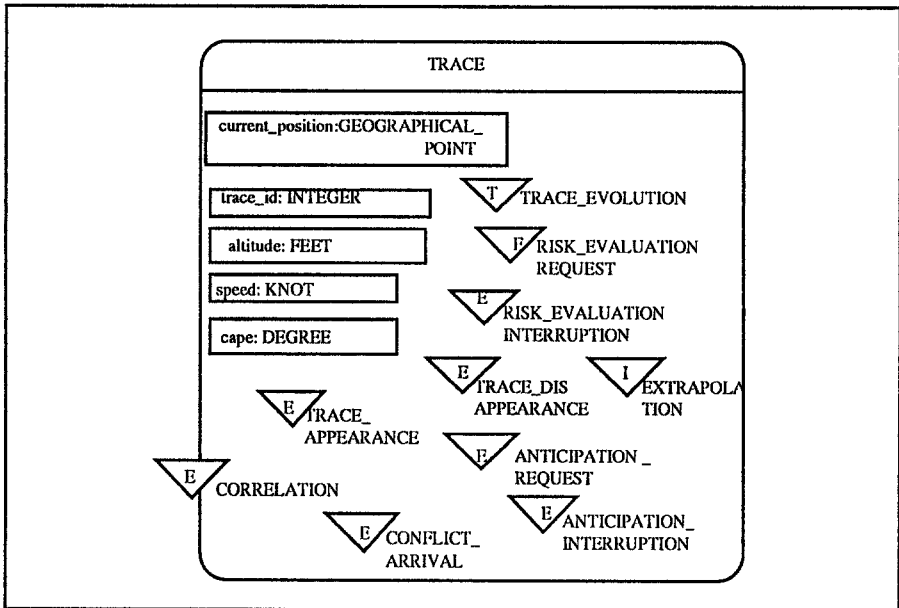 TRACE
current_position:GEOGRAPHICAL_
POINT
trace_id: INTEGER
T TRACE_EVOLUTION
altitude: FEET
E RISK_EVALUATION
REQUEST
speed: KNOT
E RISK_EVALUATION
INTERRUPTION
cape: DEGREE
E TRACE_DIS
APPEARANCE
I EXTRAPOLA
TION
E TRACE_
APPEARANCE
E ANTICIPATION_
REQUEST
E CORRELATION
E CONFLICT_
ARRIVAL
E ANTICIPATION_
INTERRUPTION